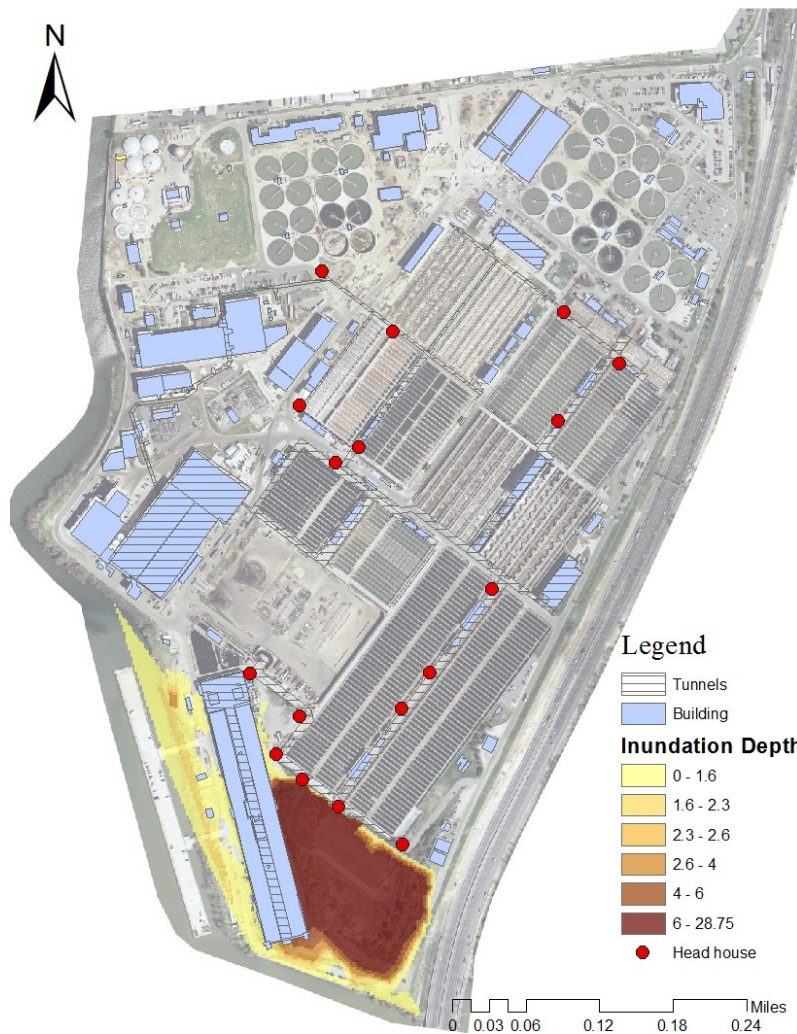 N
Legend
Tunnels
Building
Inundation Depth
0 - 1.6
1.6 - 2.3
2.3 - 2.6
2.6 - 4
4 - 6
6 - 28.75
Head house
Miles
0 0.03 0.06 0.12 0.18 0.24